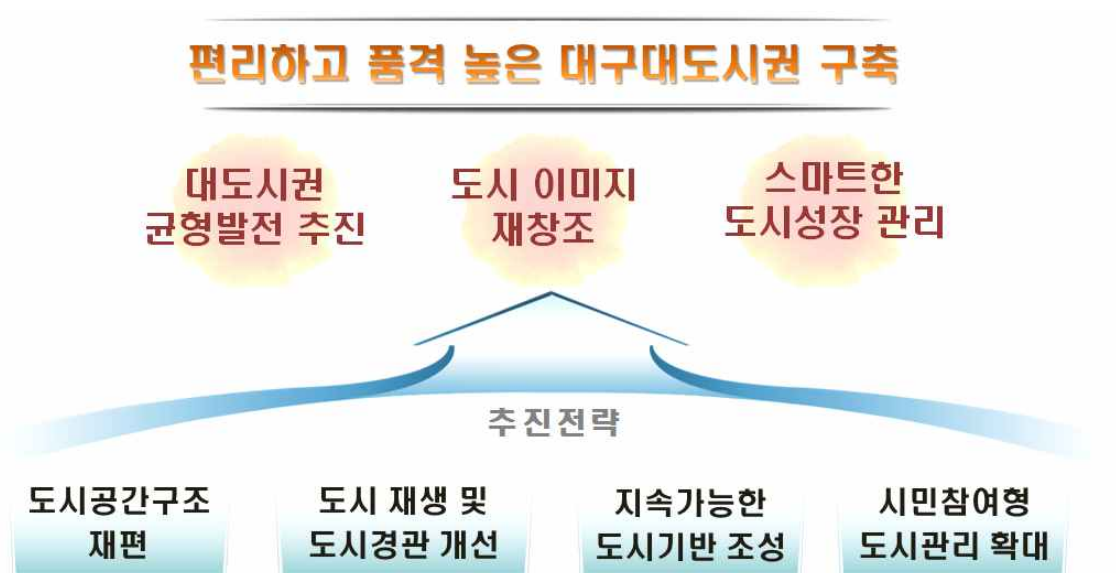 편리하고 품격 높은 대구대도시권 구축
대도시권
균형발전 추진
도시 이미지
재창조
스마트한
도시성장 관리
추진전략
도시공간구조
재편
도시 재생 및
도시경관 개선
지속가능한
도시기반 조성
시민참여형
도시관리 확대